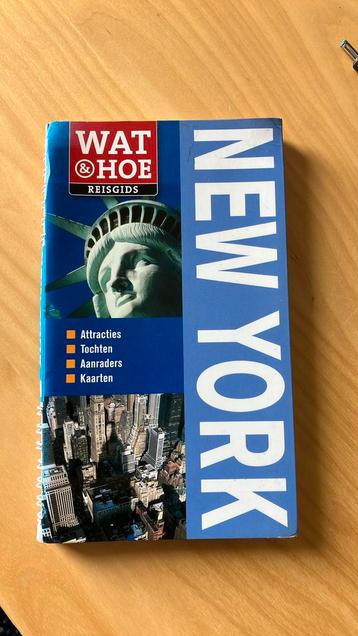 WAT
& HOE
REISGIDS
Attracties
Tochten
Aanraders
Kaarten
NEW YORK